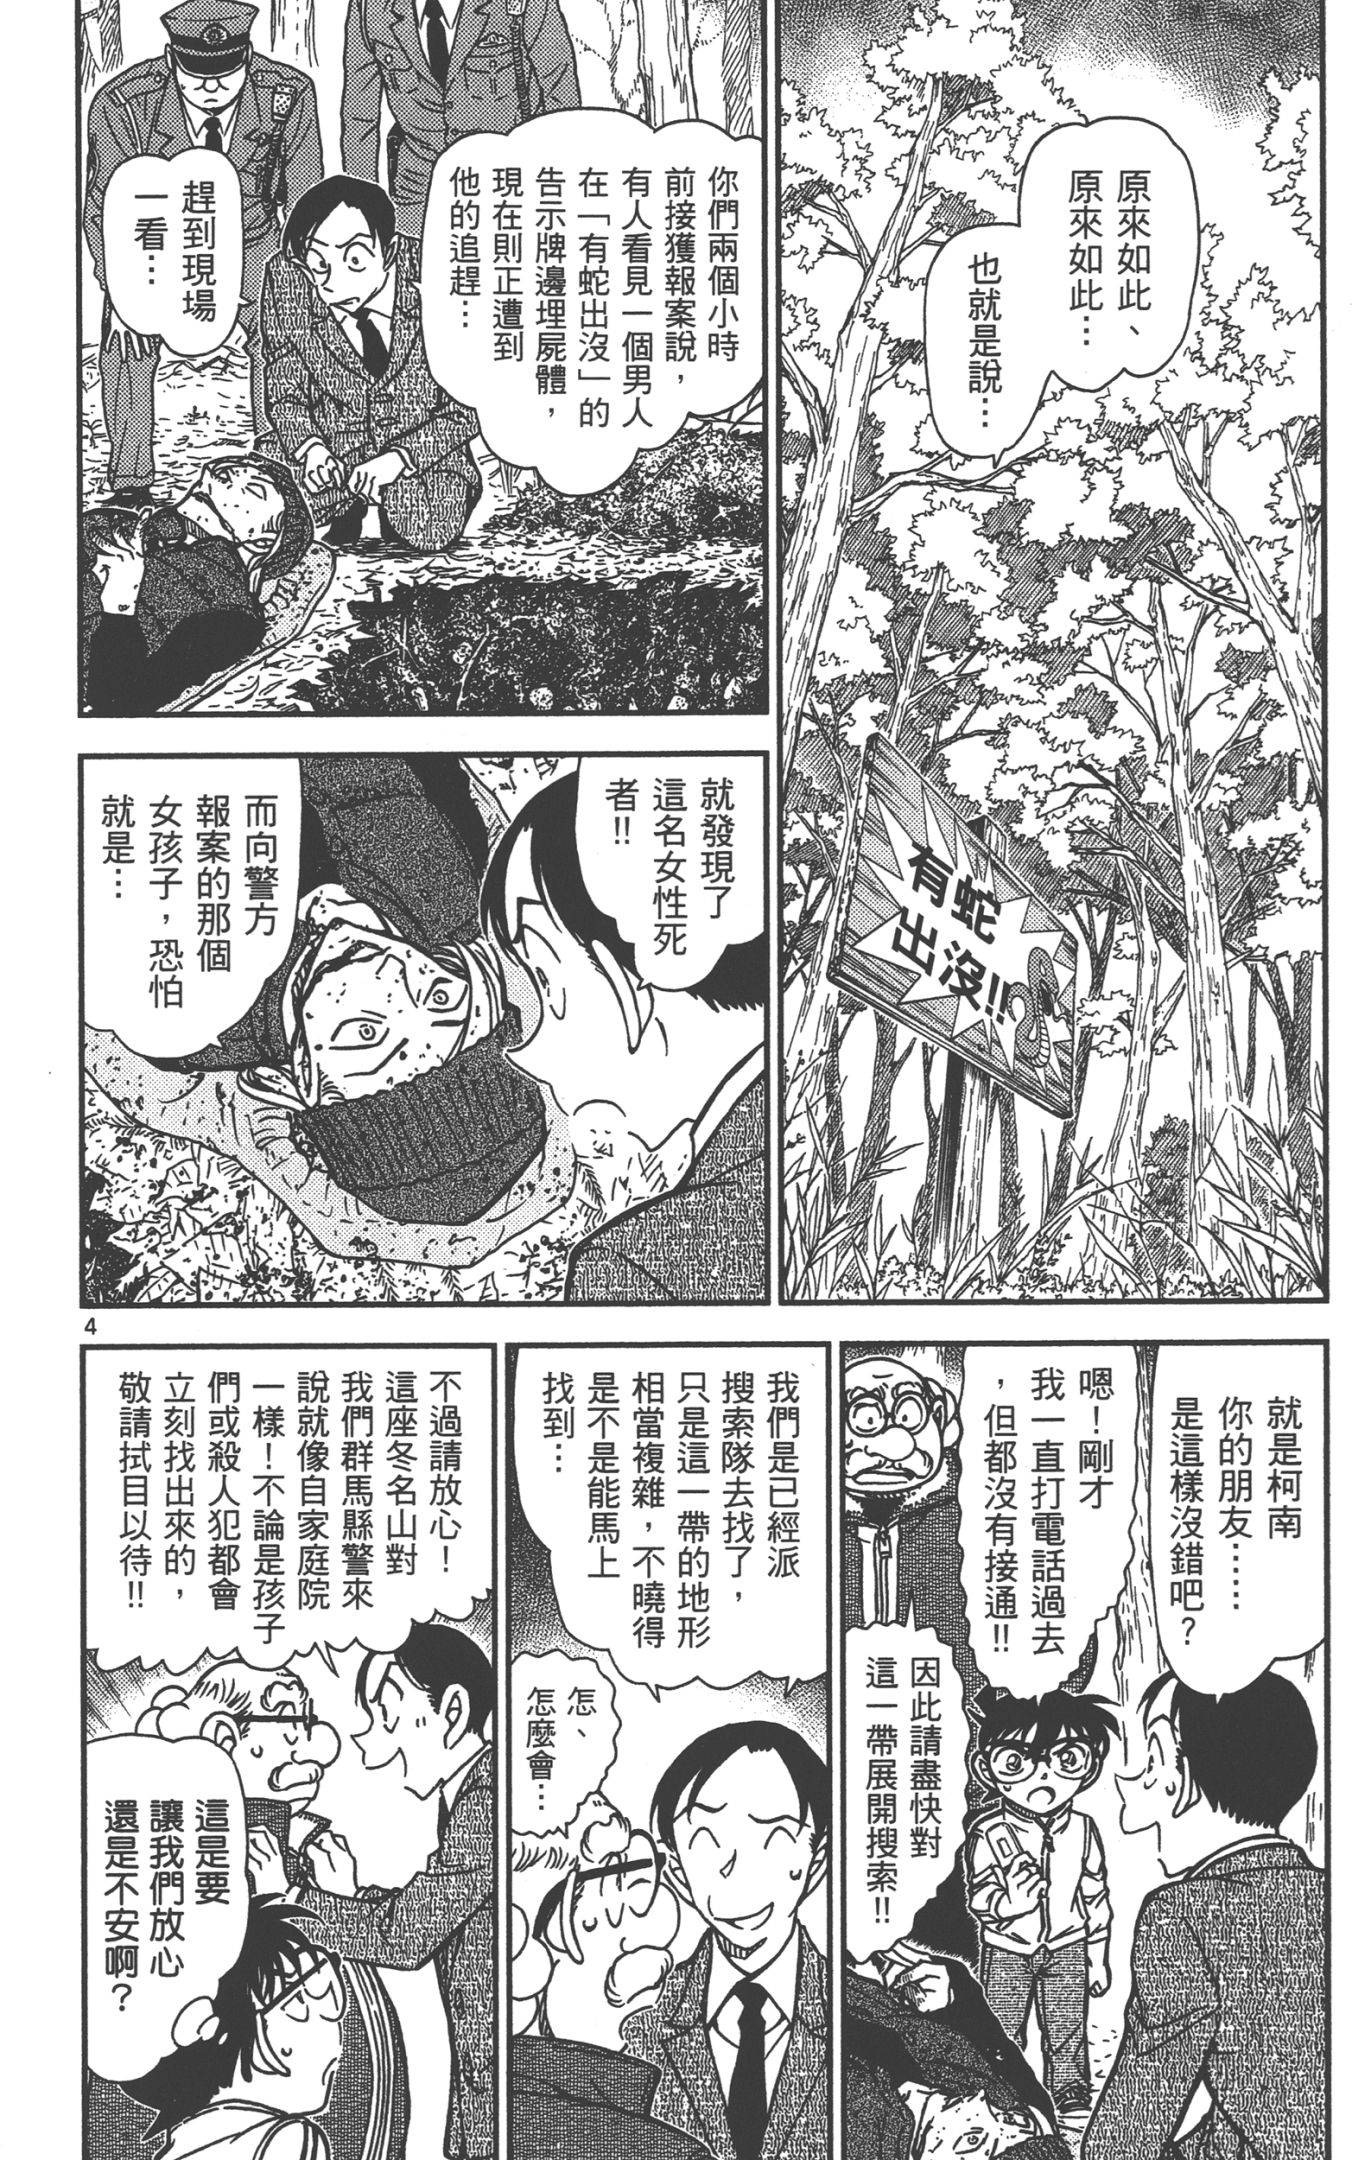 原來如此、
原來如此…
也就是說…
有蛇
出沒!!
你們兩個小時
前接獲報案說，
有人看見一個男人
在「有蛇出沒」的
告示牌邊埋屍體，
現在則正遭到
他的追趕…
趕到現場
一看…
就發現了
這名女性死
者!!
而向警方
報案的那個
女孩子，恐怕
就是…
4
就是柯南
你的朋友……
是這樣沒錯吧？
嗯！剛才
我一直打電話過去
，但都沒有接通!!
因此請盡快對
這一帶展開搜索!!
我們是已經派
搜索隊去找了，
只是這一帶的地形
相當複雜，不曉得
是不是能馬上
找到…
怎、
怎麼會…
不過請放心！
這座冬名山對
我們群馬縣警來
說就像自家庭院
一樣！不論是孩子
們或殺人犯都會
立刻找出來的，
敬請拭目以待!!
這是要
讓我們放心
還是不安啊？